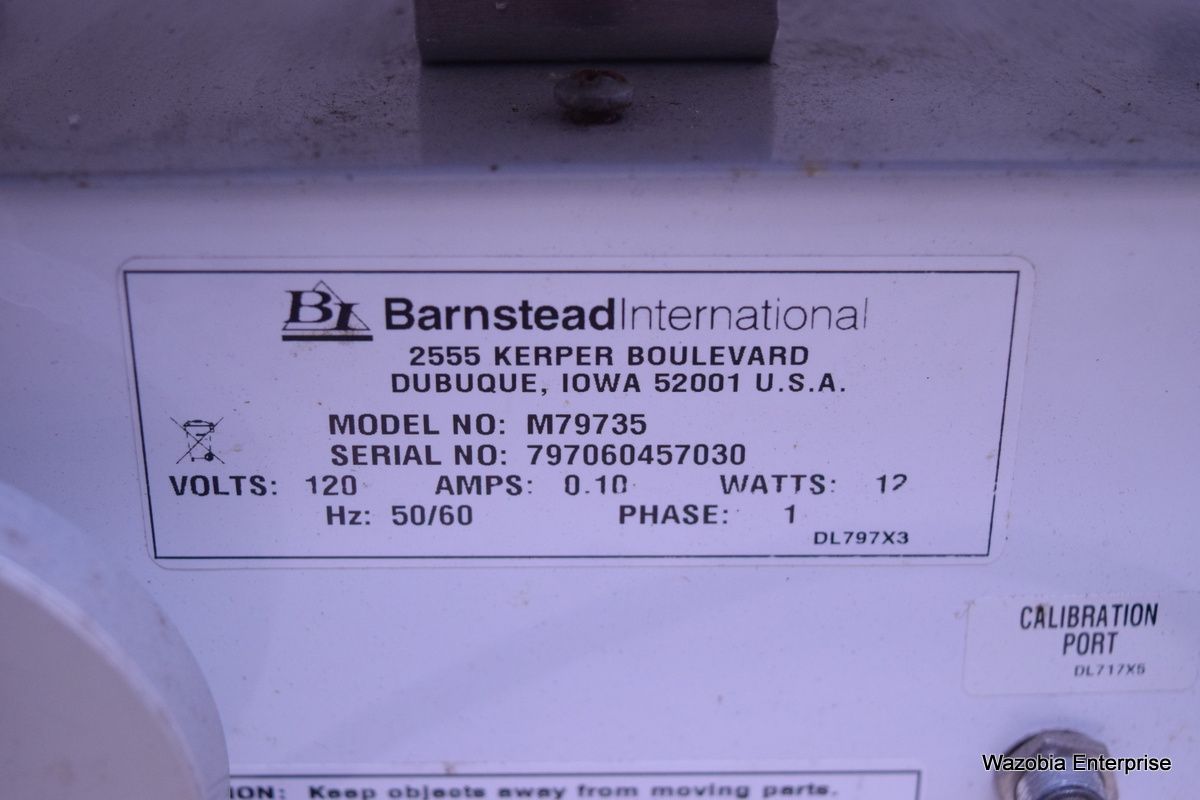 BI BarnsteadInternational
2555 KERPER BOULEVARD
DUBUQUE, IOWA 52001 U.S.A.
MODEL NO: M79735
SERIAL NO: 797060457030
VOLTS: 120 AMPS: 0.10 WATTS: 12
Hz: 50/60 PHASE: 1
DL797X3
CALIBRATION
PORT
DL717X5
ION: Keep objects away from moving parts.
Wazobia Enterprise